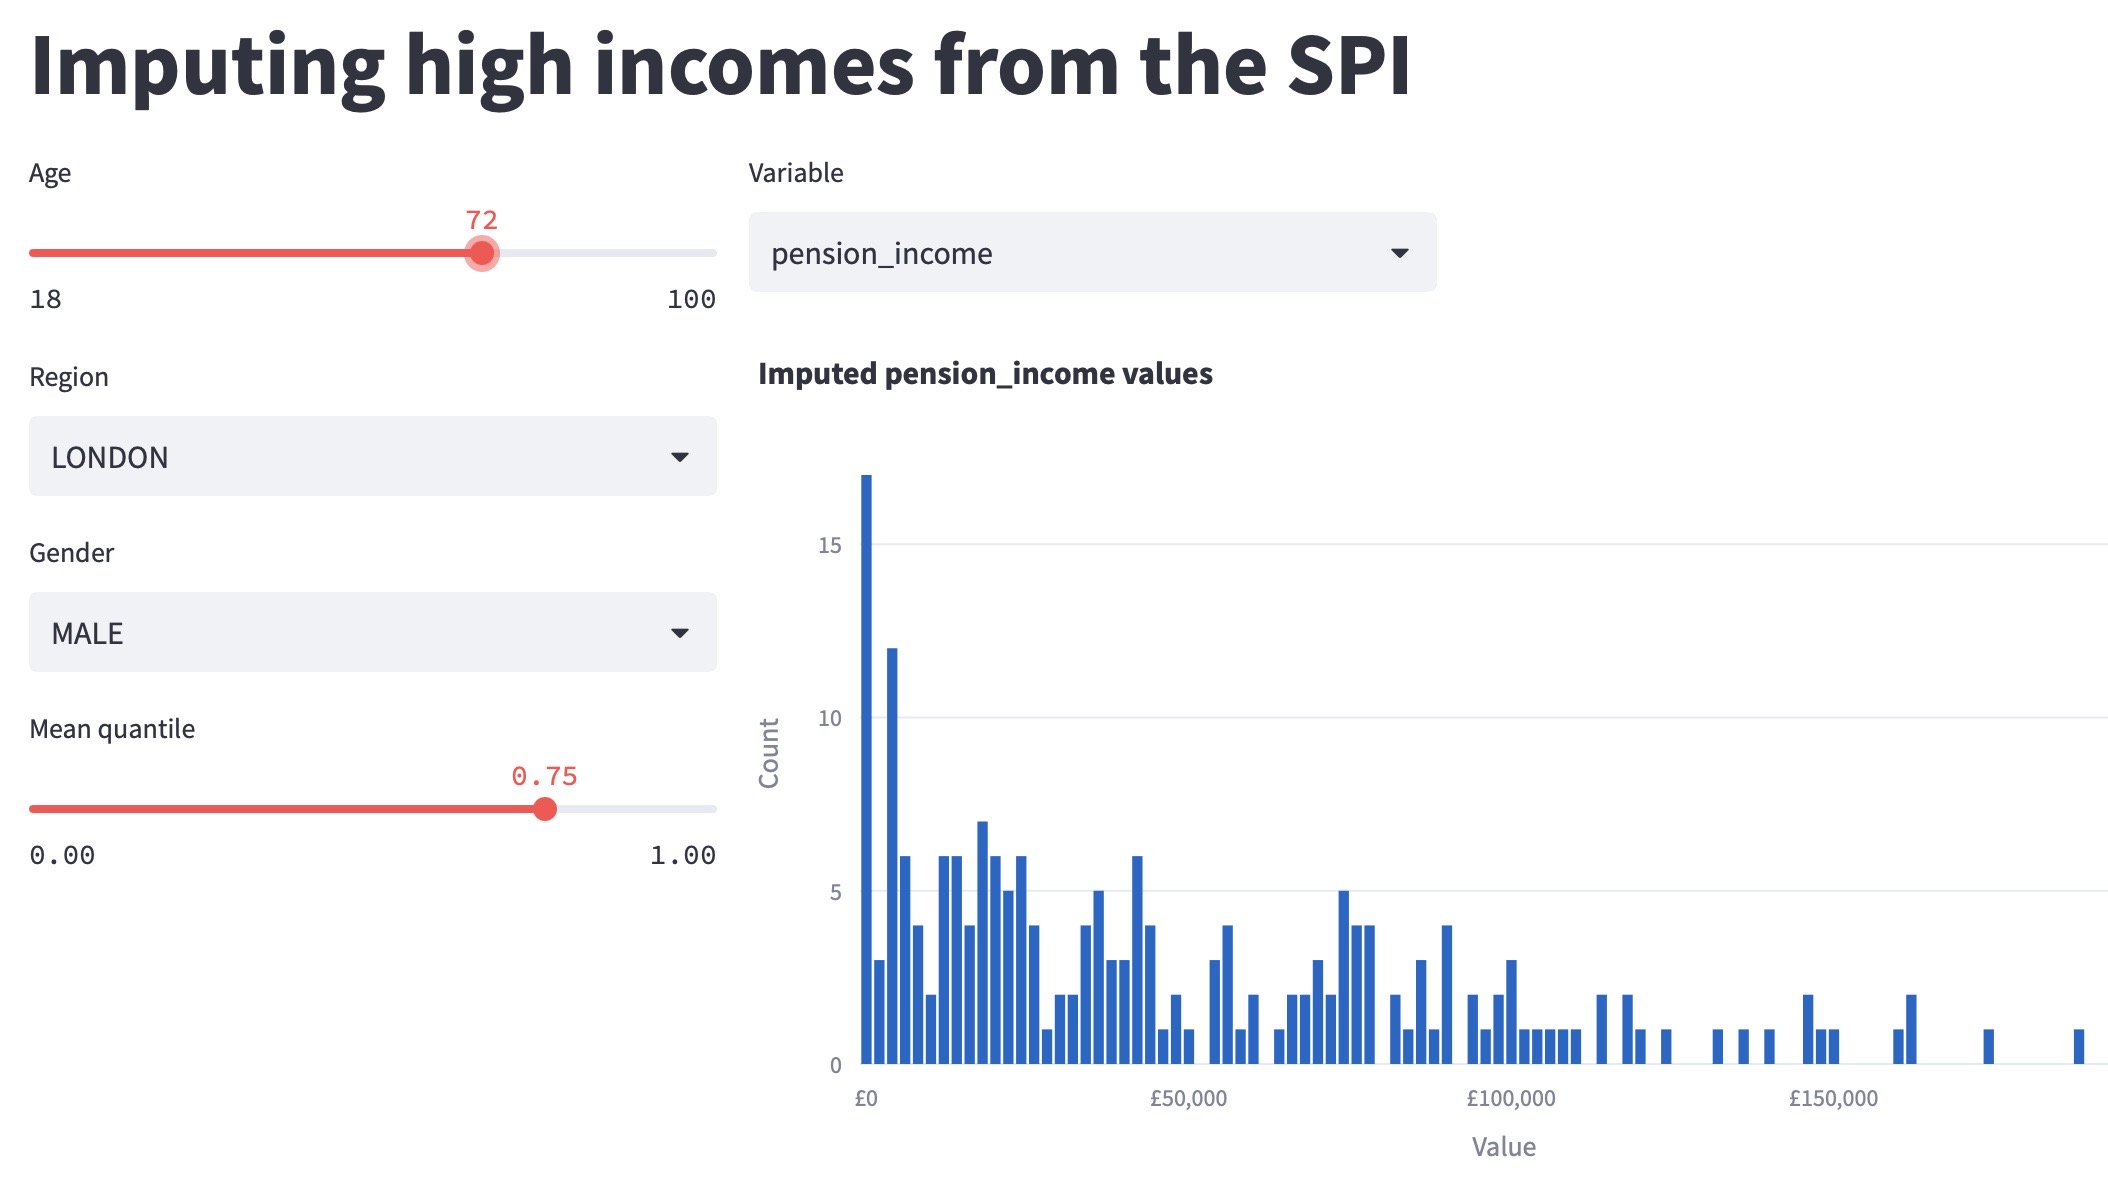 Imputing high incomes from the SPI
Age
72
18 100
Region
LONDON
Gender
MALE
Mean quantile
0.75
0.00 1.00
Variable
pension_income
Imputed pension_income values
15
10
5
0
Count
£0 £50,000 £100,000 £150,000
Value